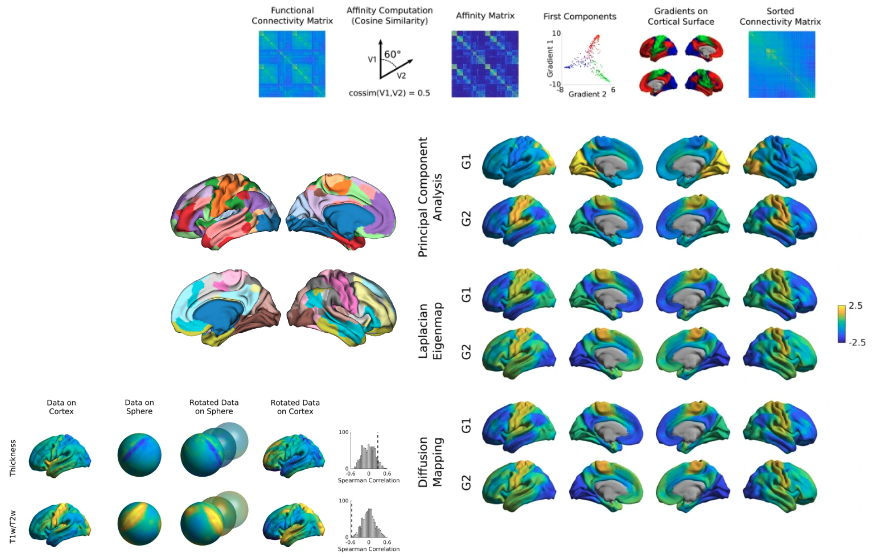 Functional
Connectivity Matrix
Affinity Computation
(Cosine Similarity)
Affinity Matrix
First Components
Gradients on
Cortical Surface
Sorted
Connectivity Matrix
V1
60°
V2
cossim(V1,V2) = 0.5
10
Gradient 1
-10
-8
6
Gradient 2
Principal Component
Analysis
G1
G2
Laplacian
Eigenmap
G1
G2
2.5
-2.5
Diffusion
Mapping
G1
G2
Data on
Cortex
Data on
Sphere
Rotated Data
on Sphere
Rotated Data
on Cortex
Thickness
100
0
-0.6
0.6
Spearman Correlation
T1w/T2w
100
0
-0.6
0.6
Spearman Correlation